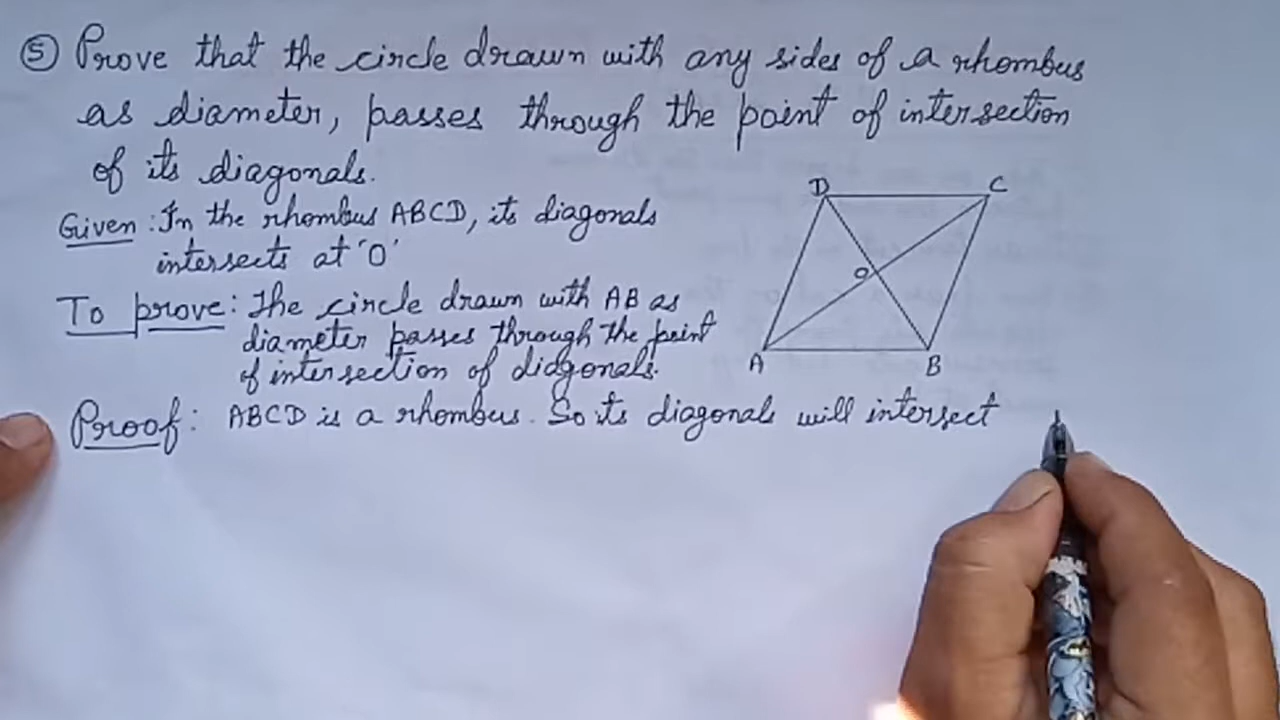 ⑤ Prove that the circle drawn with any sides of a rhombus
as diameter, passes through the point of intersection
of its diagonals.
Given : In the rhombus ABCD, its diagonals
intersects at 'O'
To prove : The circle drawn with AB as
diameter passes through the point
of intersection of diagonals.
Proof : ABCD is a rhombus. So its diagonals will intersect
D C
O
A B